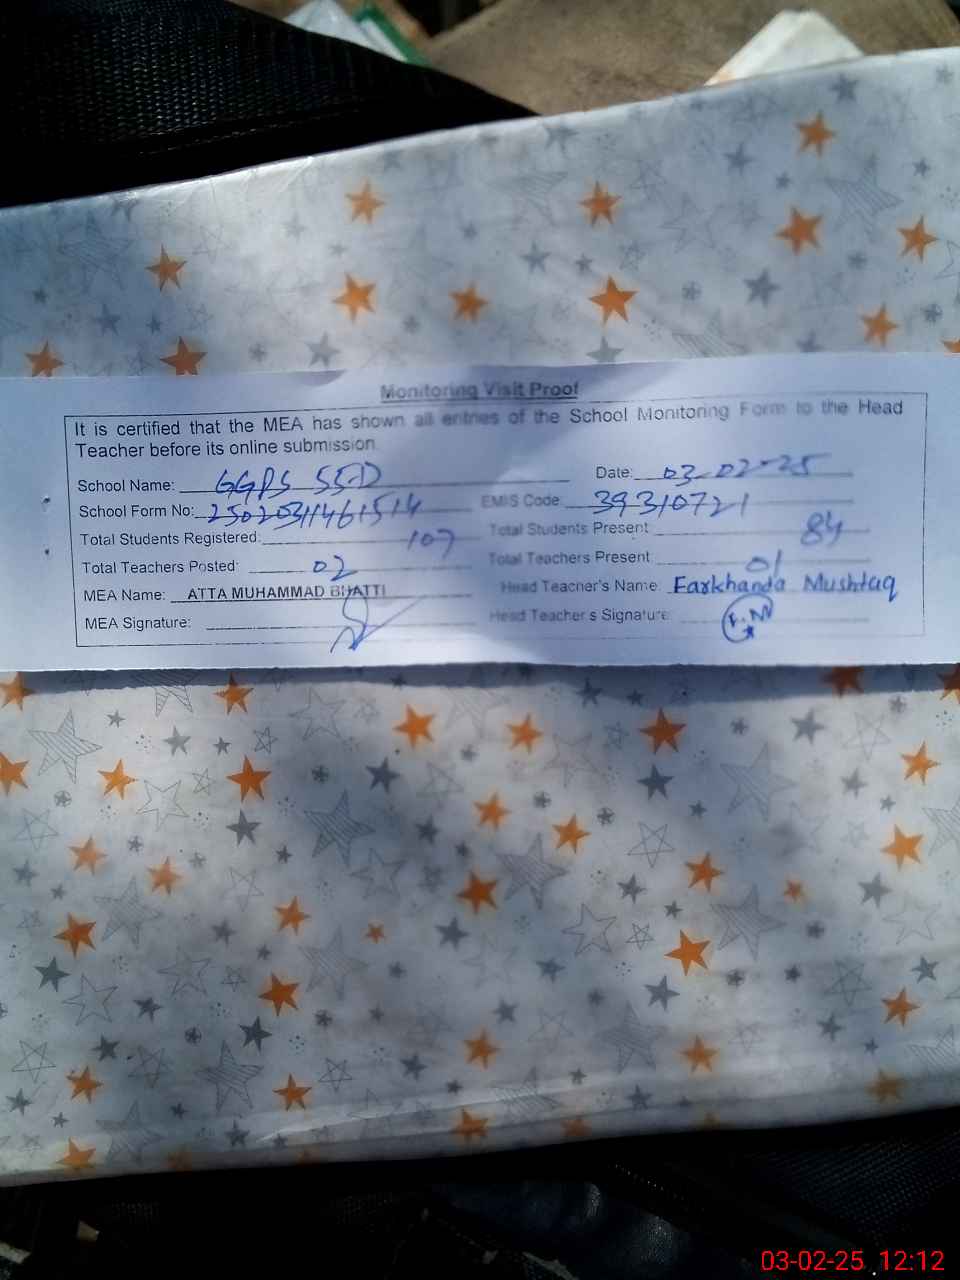 Monitoring Visit Proof
It is certified that the MEA has shown all entries of the School Monitoring Form to the Head
Teacher before its online submission.
School Name: GGPS SSD Date: 03-02-25
School Form No: 25020311461514 EMIS Code: 39310721
Total Students Registered: 107 Total Students Present: 84
Total Teachers Posted: 02 Total Teachers Present: 01
MEA Name: ATTA MUHAMMAD BHATTI Head Teacher's Name: Farkhanda Mushtaq
MEA Signature: Head Teacher's Signature: F.M
03-02-25 12:12